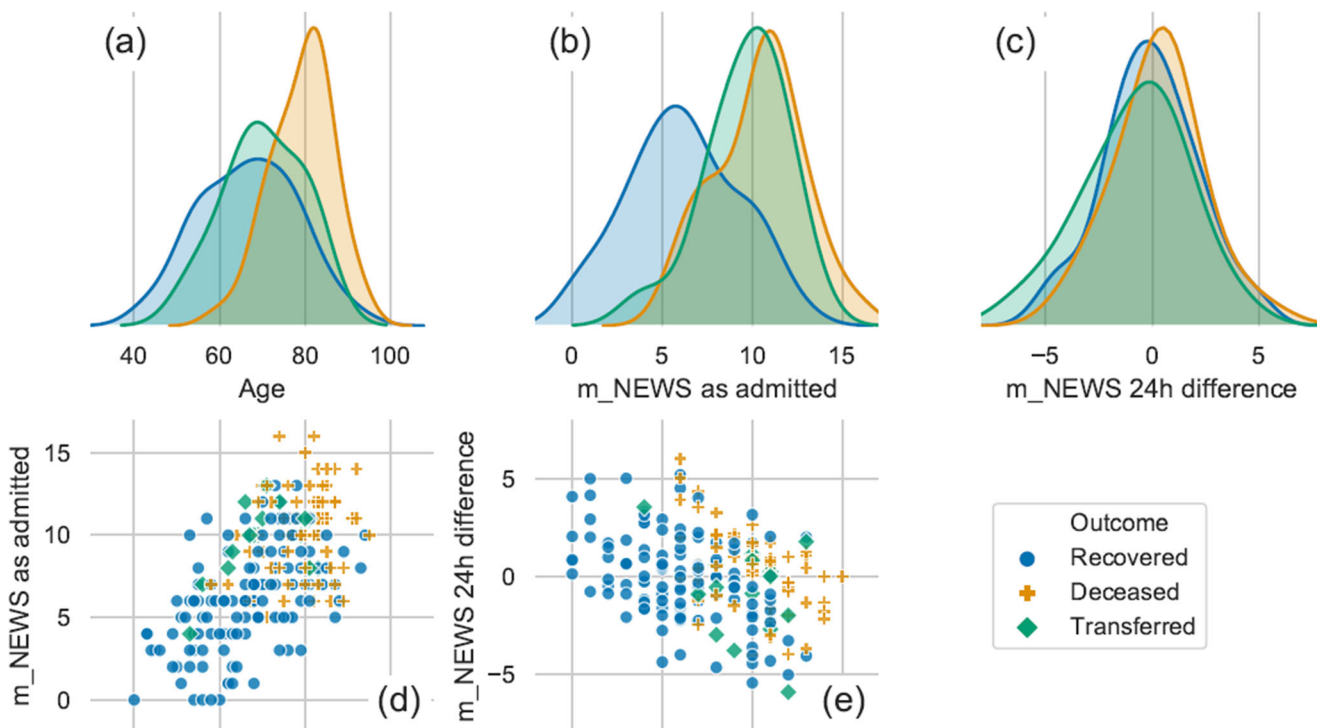 (a)
(b)
(c)
40 60 80 100
0 5 10 15
−5 0 5
Age
m_NEWS as admitted
m_NEWS 24h difference
m_NEWS as admitted
15
10
5
0
(d)
m_NEWS 24h difference
5
0
−5
(e)
Outcome
Recovered
Deceased
Transferred